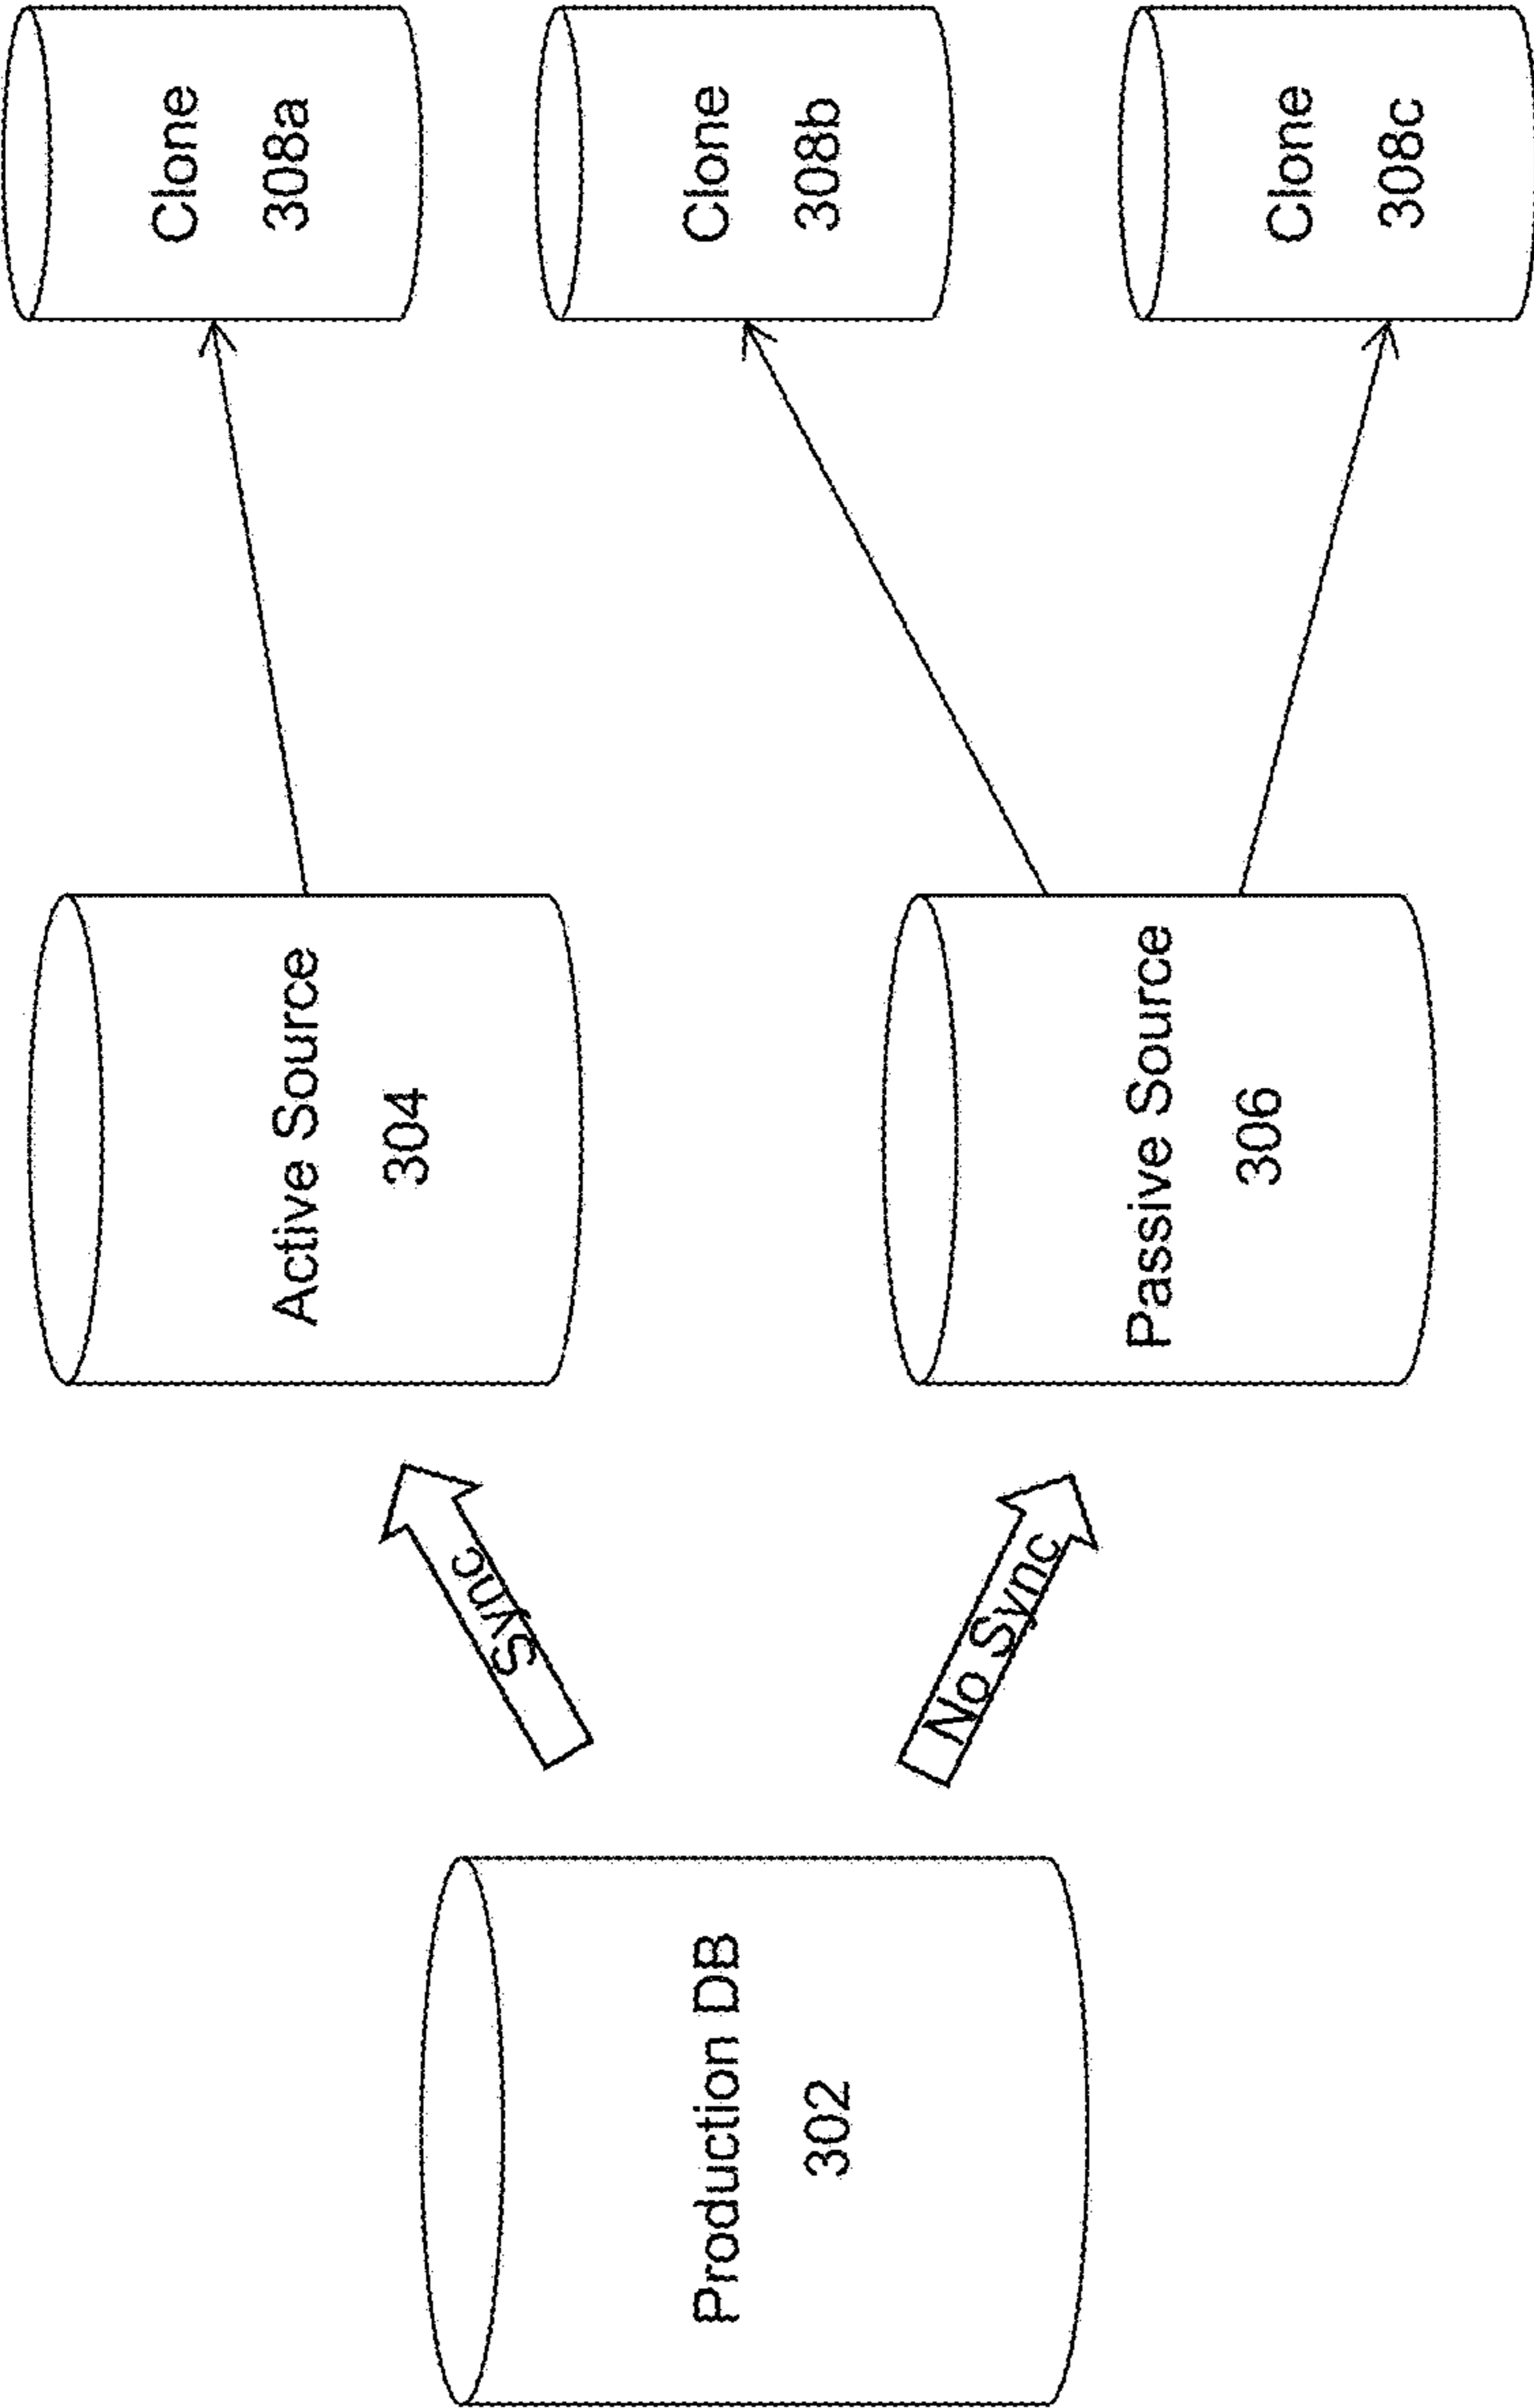 Production DB
302
Sync
No Sync
Active Source
304
Passive Source
306
Clone
308a
Clone
308b
Clone
308c